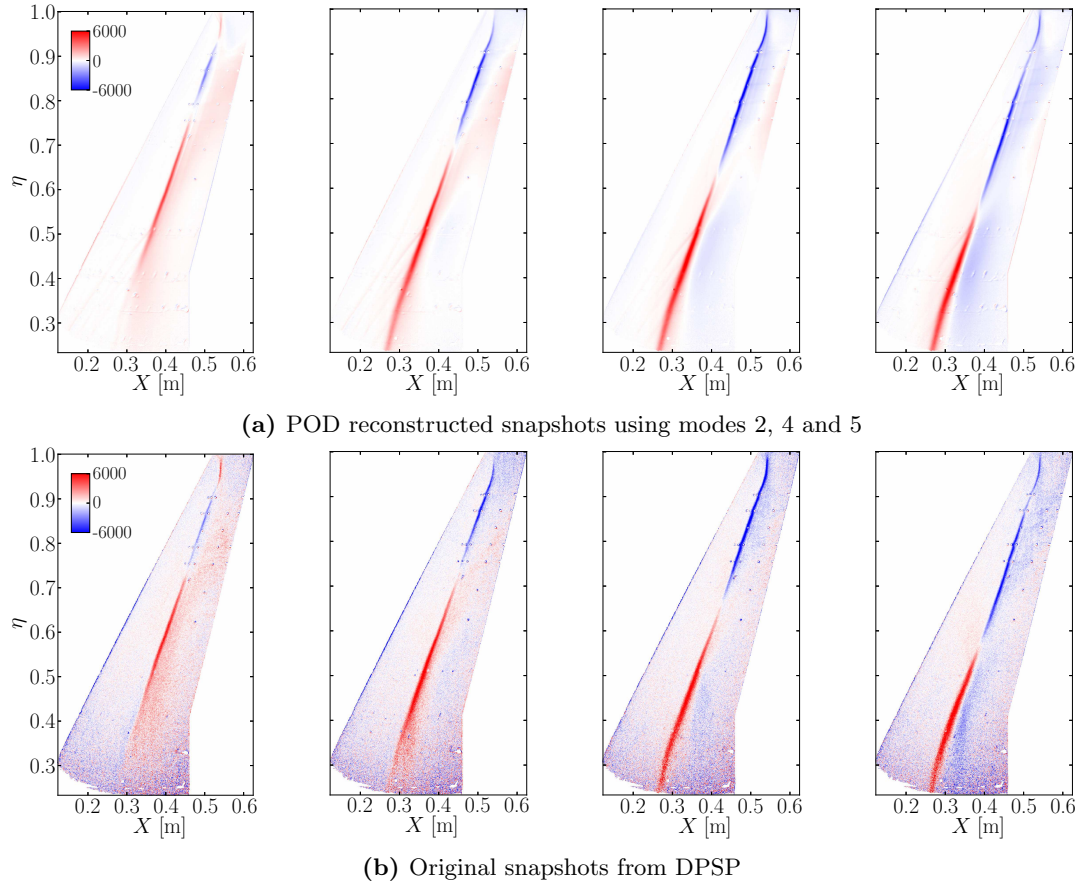 1.0
0.9
0.8
0.7
0.6
0.5
0.4
0.3
η
6000
0
-6000
0.2 0.3 0.4 0.5 0.6 0.2 0.3 0.4 0.5 0.6 0.2 0.3 0.4 0.5 0.6 0.2 0.3 0.4 0.5 0.6
X [m] X [m] X [m] X [m]
(a) POD reconstructed snapshots using modes 2, 4 and 5
1.0
0.9
0.8
0.7
0.6
0.5
0.4
0.3
η
6000
0
-6000
0.2 0.3 0.4 0.5 0.6 0.2 0.3 0.4 0.5 0.6 0.2 0.3 0.4 0.5 0.6 0.2 0.3 0.4 0.5 0.6
X [m] X [m] X [m] X [m]
(b) Original snapshots from DPSP